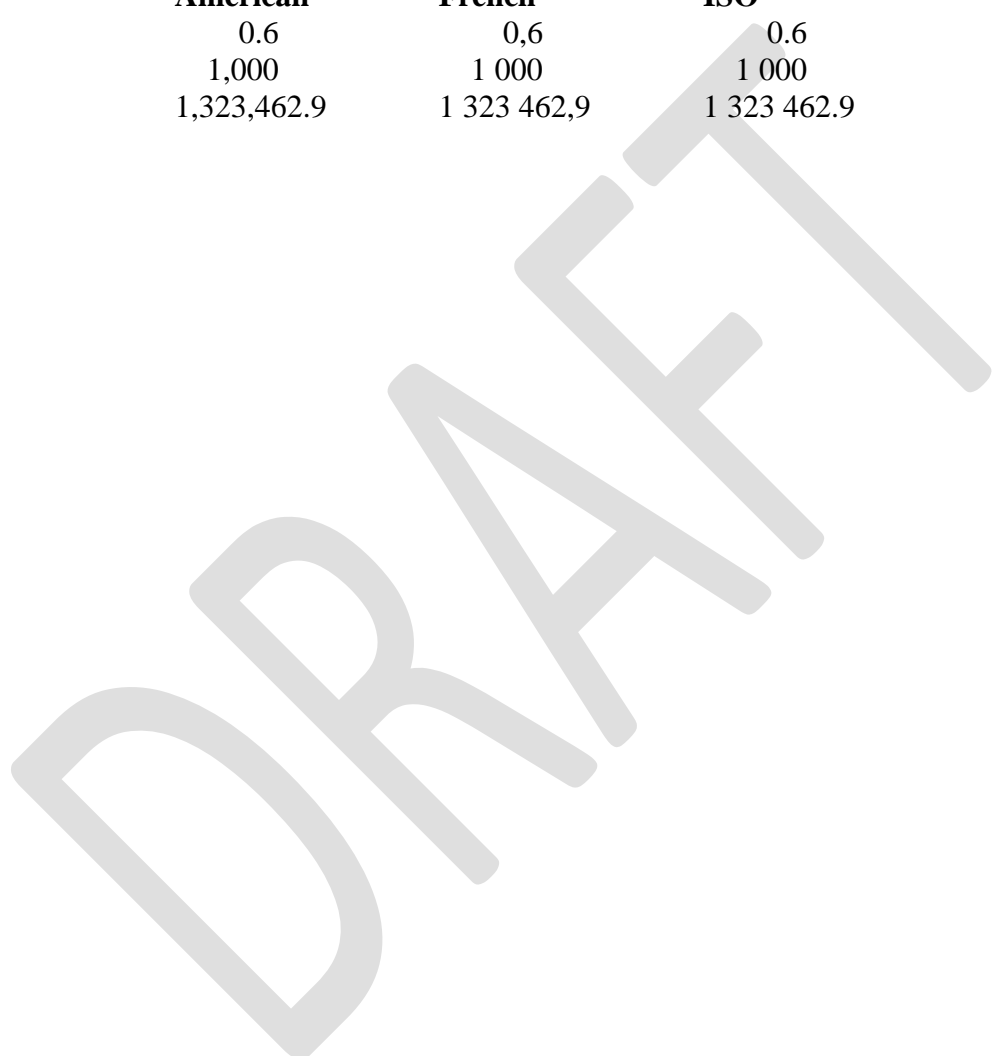 American French ISO
0.6 0,6 0.6
1,000 1 000 1 000
1,323,462.9 1 323 462,9 1 323 462.9
DRAFT